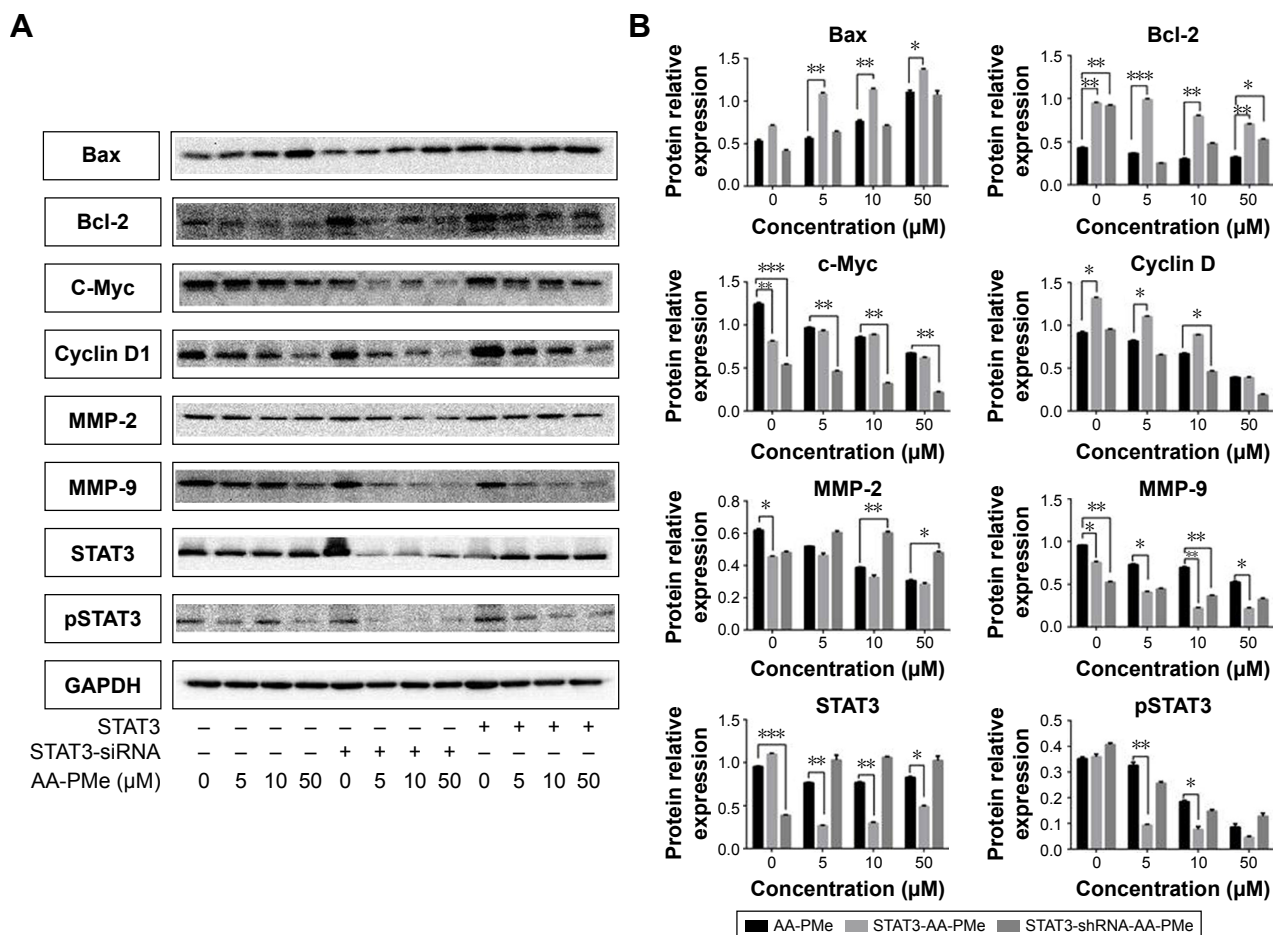 A
Bax
Bcl-2
C-Myc
Cyclin D1
MMP-2
MMP-9
STAT3
pSTAT3
GAPDH
STAT3 – – – – – – – – + + + +
STAT3-siRNA – – – – + + + + – – – –
AA-PMe (µM) 0 5 10 50 0 5 10 50 0 5 10 50
B
Bax
Protein relative
expression
1.5
1.0
0.5
0.0
** ** *
0 5 10 50
Concentration (µM)
Bcl-2
Protein relative
expression
1.5
1.0
0.5
0.0
** ** *** ** ** *
0 5 10 50
Concentration (µM)
c-Myc
Protein relative
expression
1.5
1.0
0.5
0.0
*** ** ** ** **
0 5 10 50
Concentration (µM)
Cyclin D
Protein relative
expression
1.5
1.0
0.5
0.0
* * *
0 5 10 50
Concentration (µM)
MMP-2
Protein relative
expression
0.8
0.6
0.4
0.2
0.0
* ** *
0 5 10 50
Concentration (µM)
MMP-9
Protein relative
expression
1.5
1.0
0.5
0.0
** * * ** ** *
0 5 10 50
Concentration (µM)
STAT3
Protein relative
expression
1.5
1.0
0.5
0.0
*** ** ** *
0 5 10 50
Concentration (µM)
pSTAT3
Protein relative
expression
0.5
0.4
0.3
0.2
0.1
0.0
** *
0 5 10 50
Concentration (µM)
AA-PMe STAT3-AA-PMe STAT3-shRNA-AA-PMe